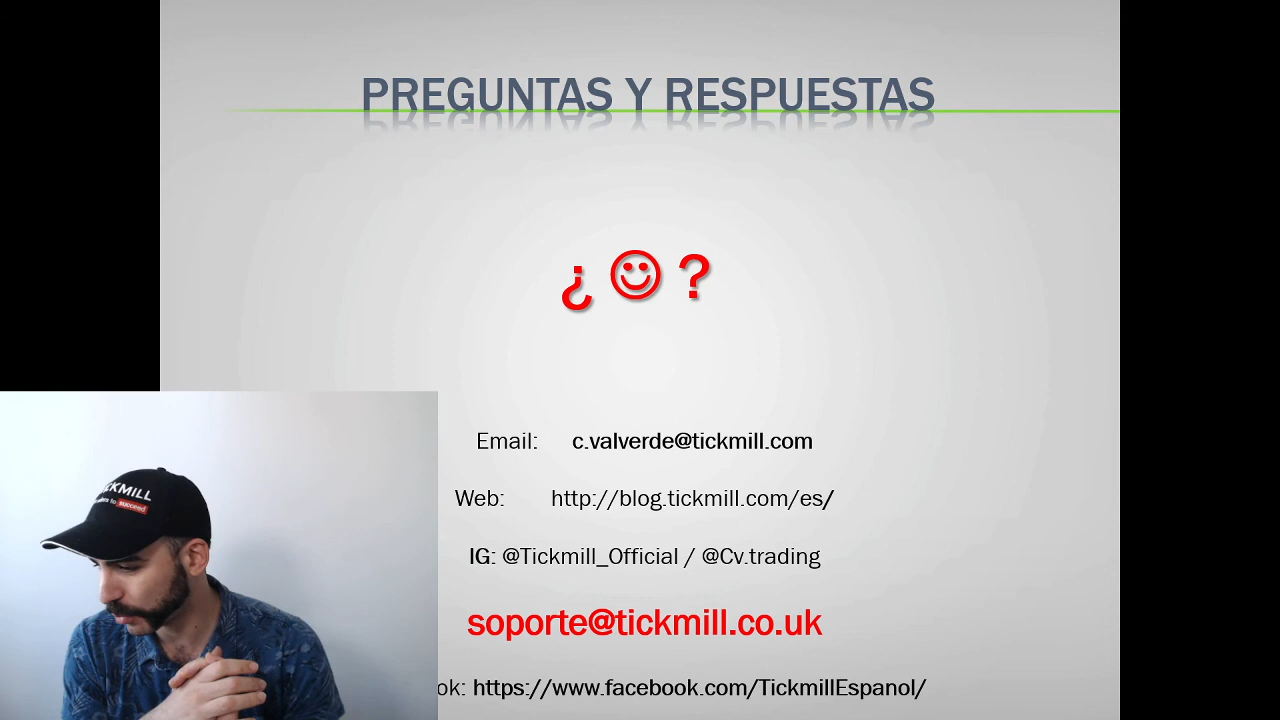 PREGUNTAS Y RESPUESTAS
¿ ☺ ?
Email: c.valverde@tickmill.com
Web: http://blog.tickmill.com/es/
IG: @Tickmill_Official / @Cv.trading
soporte@tickmill.co.uk
ok: https://www.facebook.com/TickmillEspanol/
succeed